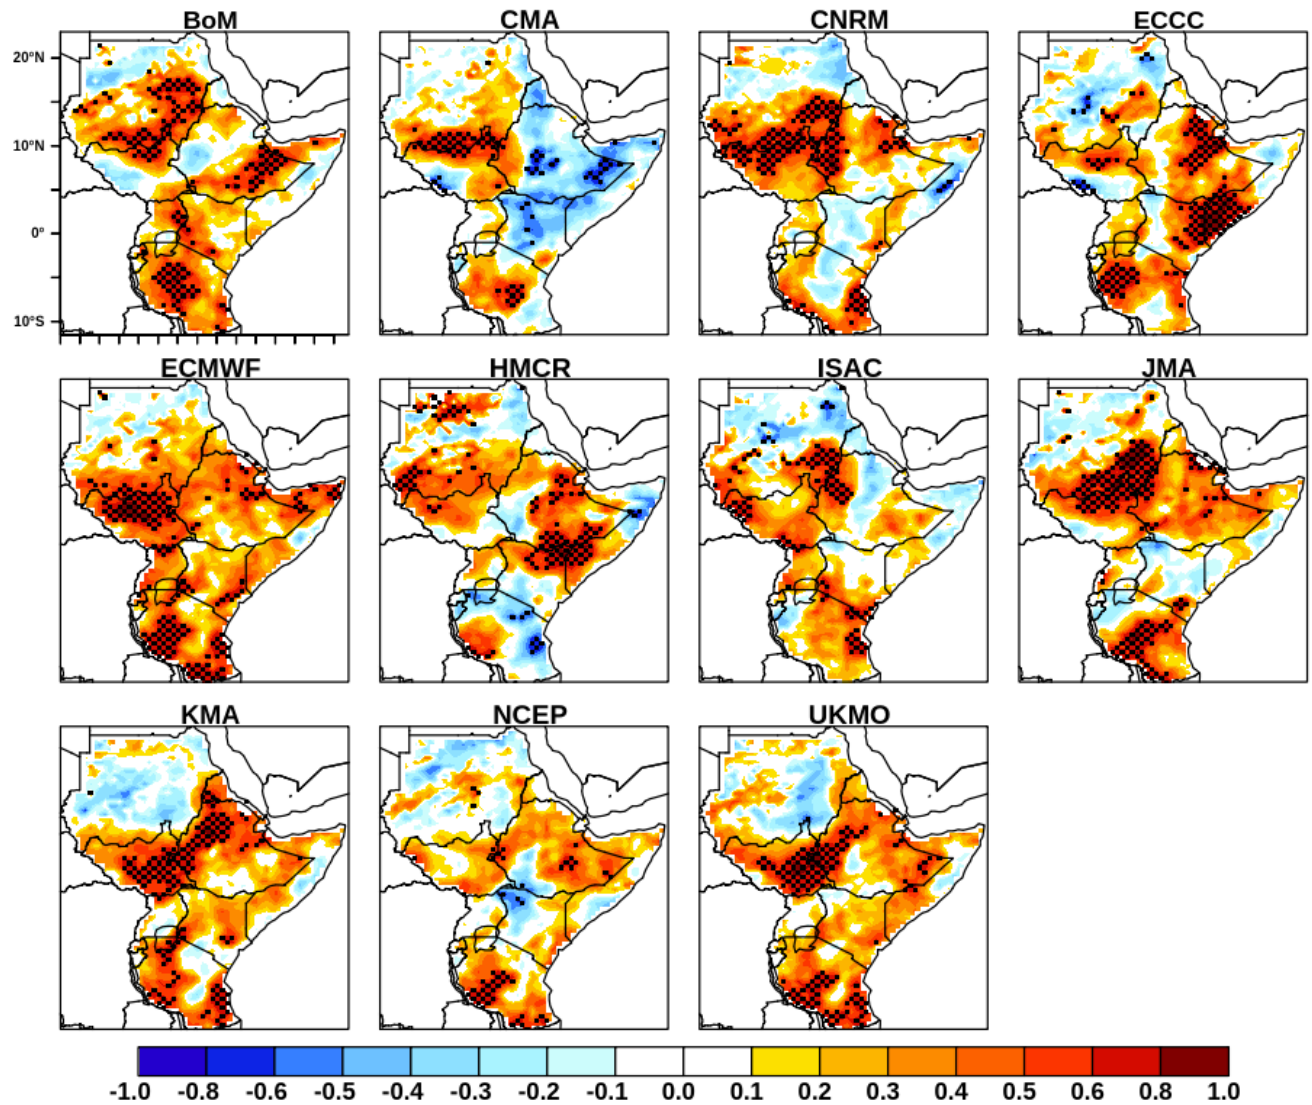 BoM CMA CNRM ECCC
20°N
10°N
0°
10°S
ECMWF HMCR ISAC JMA
KMA NCEP UKMO
-1.0 -0.8 -0.6 -0.5 -0.4 -0.3 -0.2 -0.1 0.0 0.1 0.2 0.3 0.4 0.5 0.6 0.8 1.0